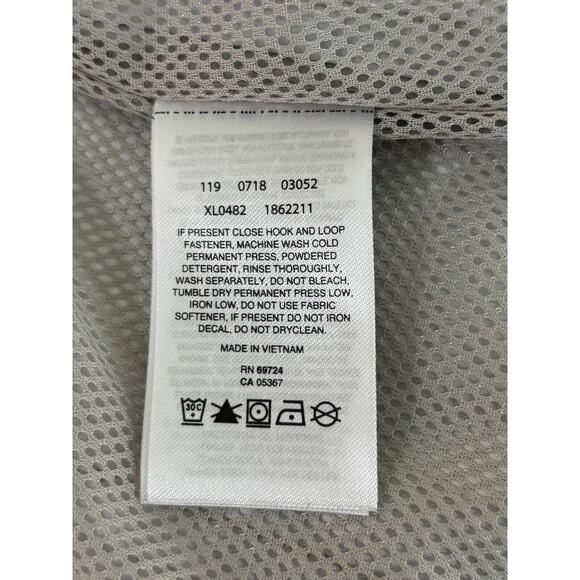 119 0718 03052
XL0482 1862211
IF PRESENT CLOSE HOOK AND LOOP
FASTENER, MACHINE WASH COLD
PERMANENT PRESS, POWDERED
DETERGENT, RINSE THOROUGHLY,
WASH SEPARATELY, DO NOT BLEACH,
TUMBLE DRY PERMANENT PRESS LOW,
IRON LOW, DO NOT USE FABRIC
SOFTENER, IF PRESENT DO NOT IRON
DECAL, DO NOT DRYCLEAN.
MADE IN VIETNAM
RN 69724
CA 05367
30C